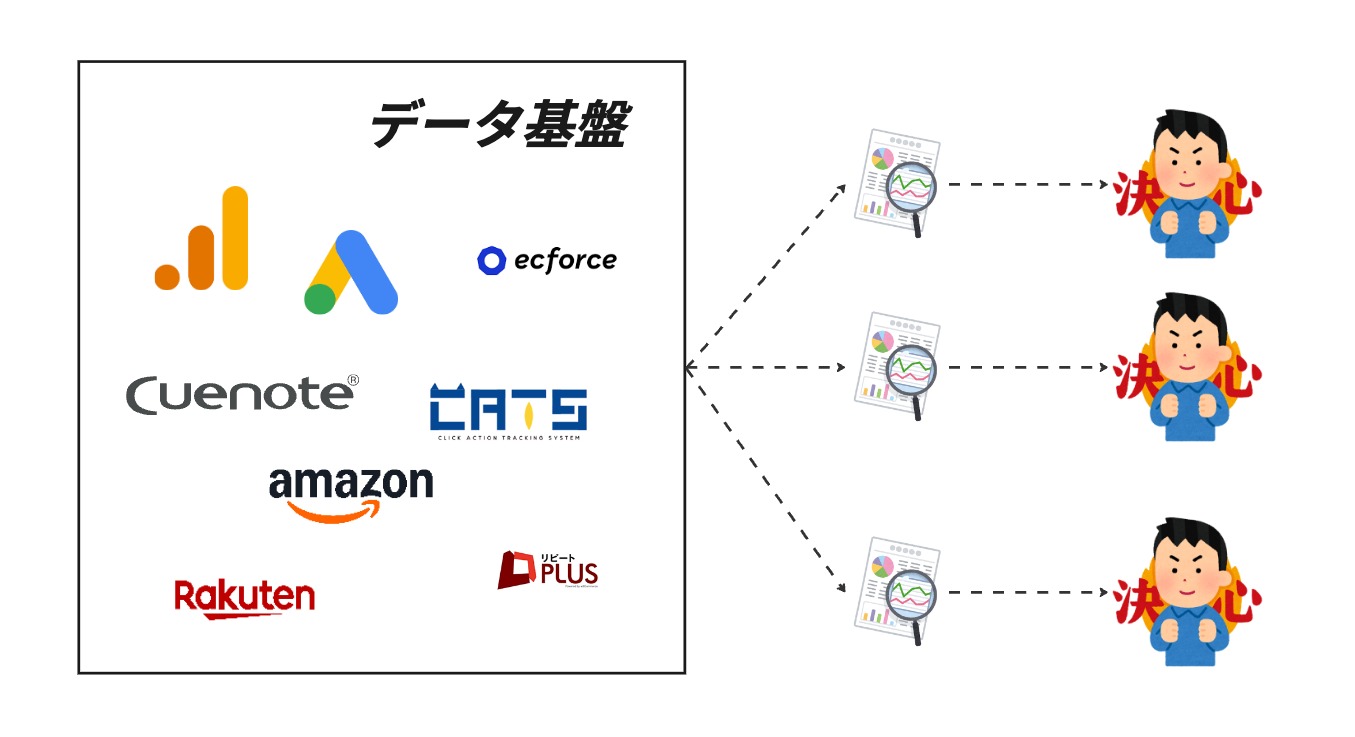 データ基盤
ecforce
Cuenote®
CATS
CLICK ACTION TRACKING SYSTEM
amazon
リピート
PLUS
Rakuten
決心
決心
決心